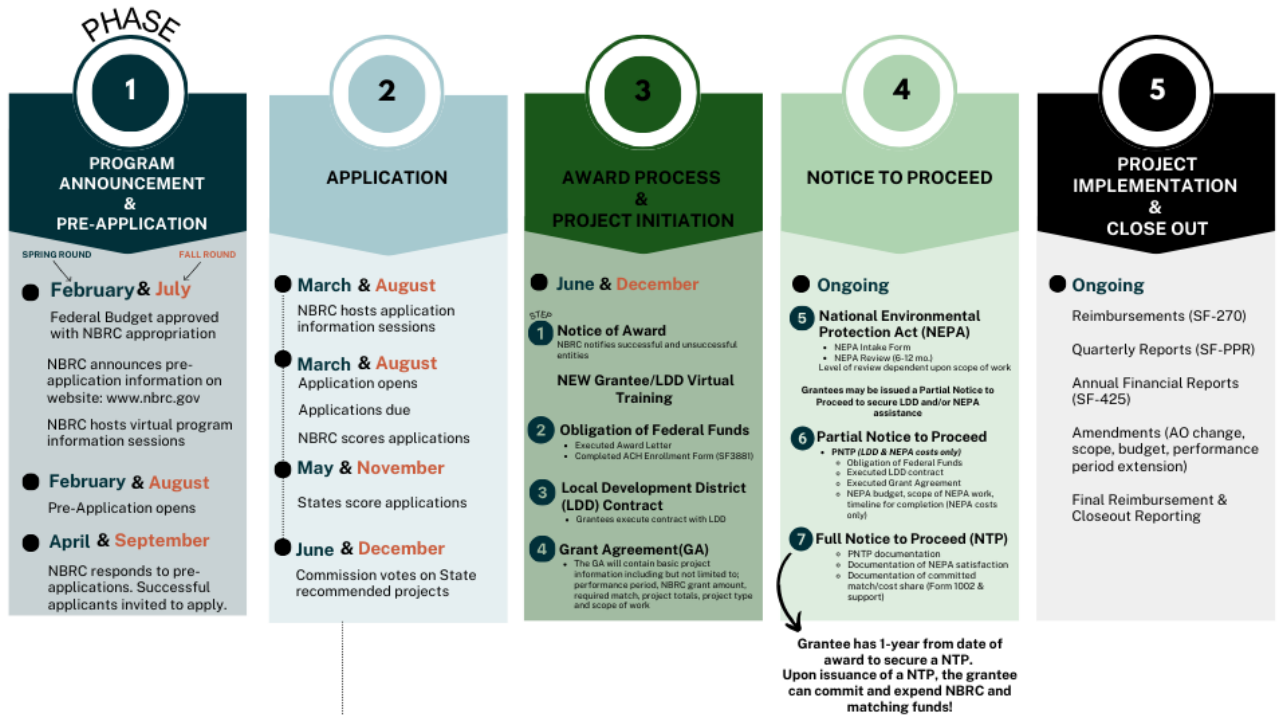 PHASE
1
PROGRAM
ANNOUNCEMENT
&
PRE-APPLICATION
SPRING ROUND
FALL ROUND
February & July
Federal Budget approved
with NBRC appropriation
NBRC announces pre-
application information on
website: www.nbrc.gov
NBRC hosts virtual program
information sessions
February & August
Pre-Application opens
April & September
NBRC responds to pre-
applications. Successful
applicants invited to apply.
2
APPLICATION
March & August
NBRC hosts application
information sessions
March & August
Application opens
Applications due
NBRC scores applications
May & November
States score applications
June & December
Commission votes on State
recommended projects
3
AWARD PROCESS
&
PROJECT INITIATION
June & December
STEP
1 Notice of Award
NBRC notifies successful and unsuccessful
entities
NEW Grantee/LDD Virtual
Training
2 Obligation of Federal Funds
• Executed Award Letter
• Completed ACH Enrollment Form (SF3881)
3 Local Development District
(LDD) Contract
• Grantees execute contract with LDD
4 Grant Agreement(GA)
• The GA will contain basic project
information including but not limited to;
performance period, NBRC grant amount,
required match, project totals, project type
and scope of work
4
NOTICE TO PROCEED
Ongoing
5 National Environmental
Protection Act (NEPA)
• NEPA Intake Form
• NEPA Review (6-12 mo.)
Level of review dependent upon scope of work
Grantees may be issued a Partial Notice to
Proceed to secure LDD and/or NEPA
assistance
6 Partial Notice to Proceed
• PNTP (LDD & NEPA costs only)
○ Obligation of Federal Funds
○ Executed LDD contract
○ Executed Grant Agreement
○ NEPA budget, scope of NEPA work,
timeline for completion (NEPA costs
only)
7 Full Notice to Proceed (NTP)
○ PNTP documentation
○ Documentation of NEPA satisfaction
○ Documentation of committed
match/cost share (Form 1002 &
support)
Grantee has 1-year from date of
award to secure a NTP.
Upon issuance of a NTP, the grantee
can commit and expend NBRC and
matching funds!
5
PROJECT
IMPLEMENTATION
&
CLOSE OUT
Ongoing
Reimbursements (SF-270)
Quarterly Reports (SF-PPR)
Annual Financial Reports
(SF-425)
Amendments (AO change,
scope, budget, performance
period extension)
Final Reimbursement &
Closeout Reporting